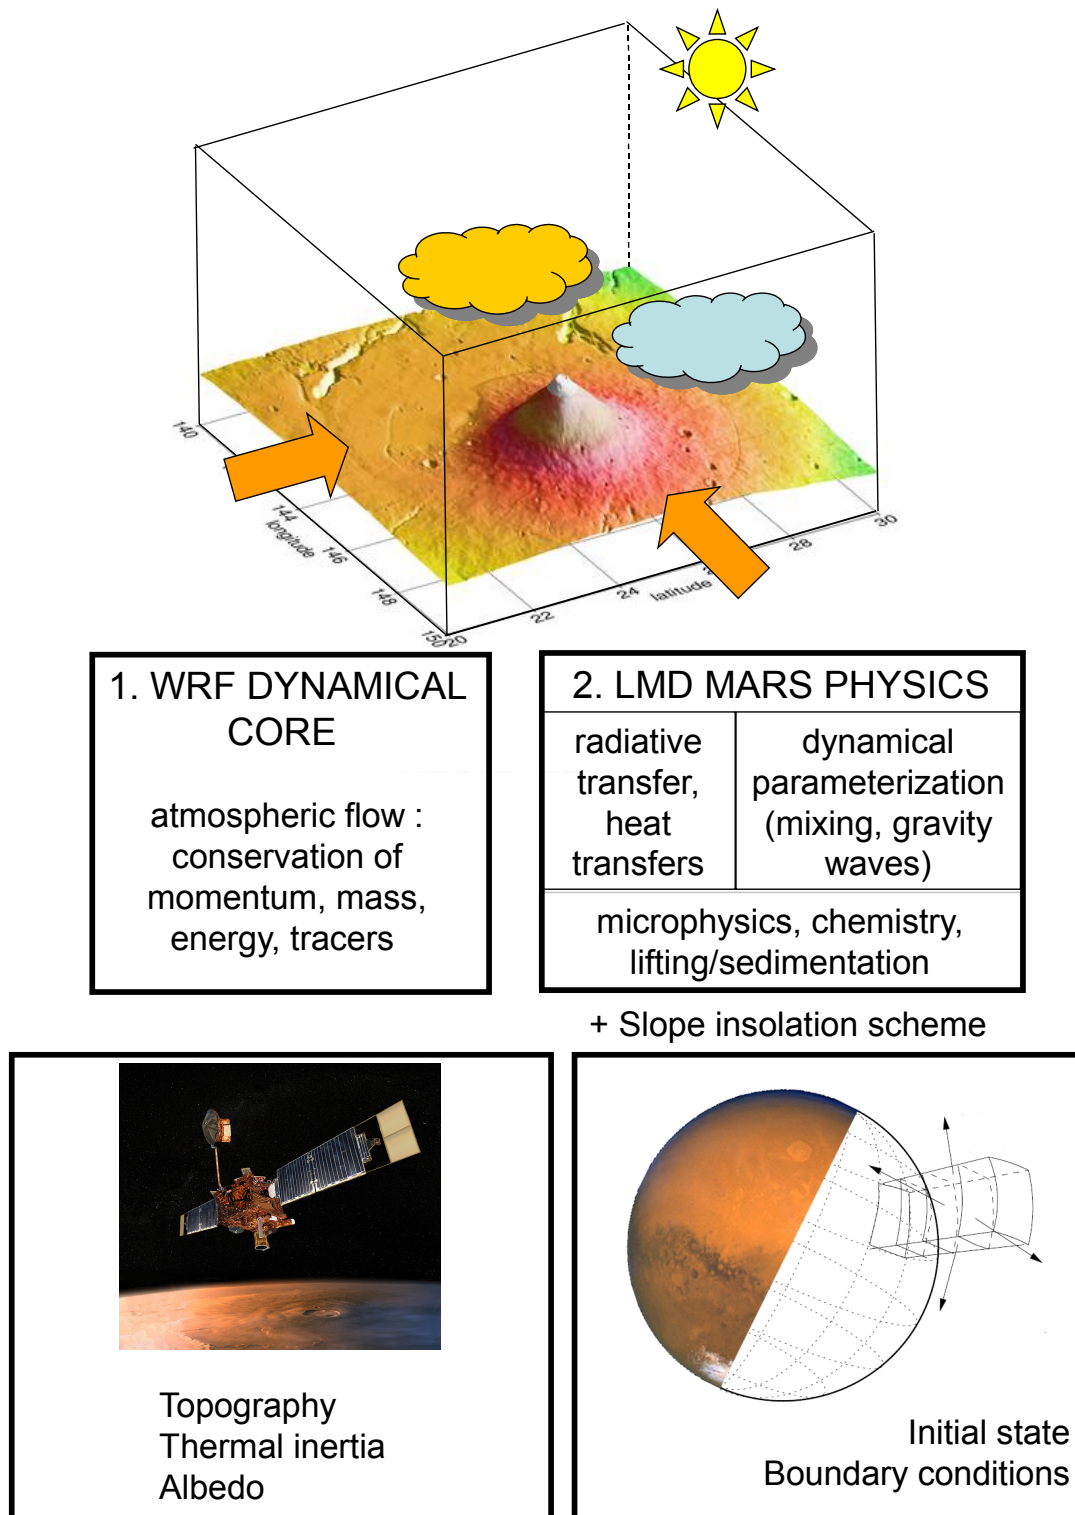 140
144
longitude
146
148
150
20
22
24
latitude
28
30
1. WRF DYNAMICAL
CORE
atmospheric flow :
conservation of
momentum, mass,
energy, tracers
2. LMD MARS PHYSICS
radiative
transfer,
heat
transfers
dynamical
parameterization
(mixing, gravity
waves)
microphysics, chemistry,
lifting/sedimentation
+ Slope insolation scheme
Topography
Thermal inertia
Albedo
Initial state
Boundary conditions